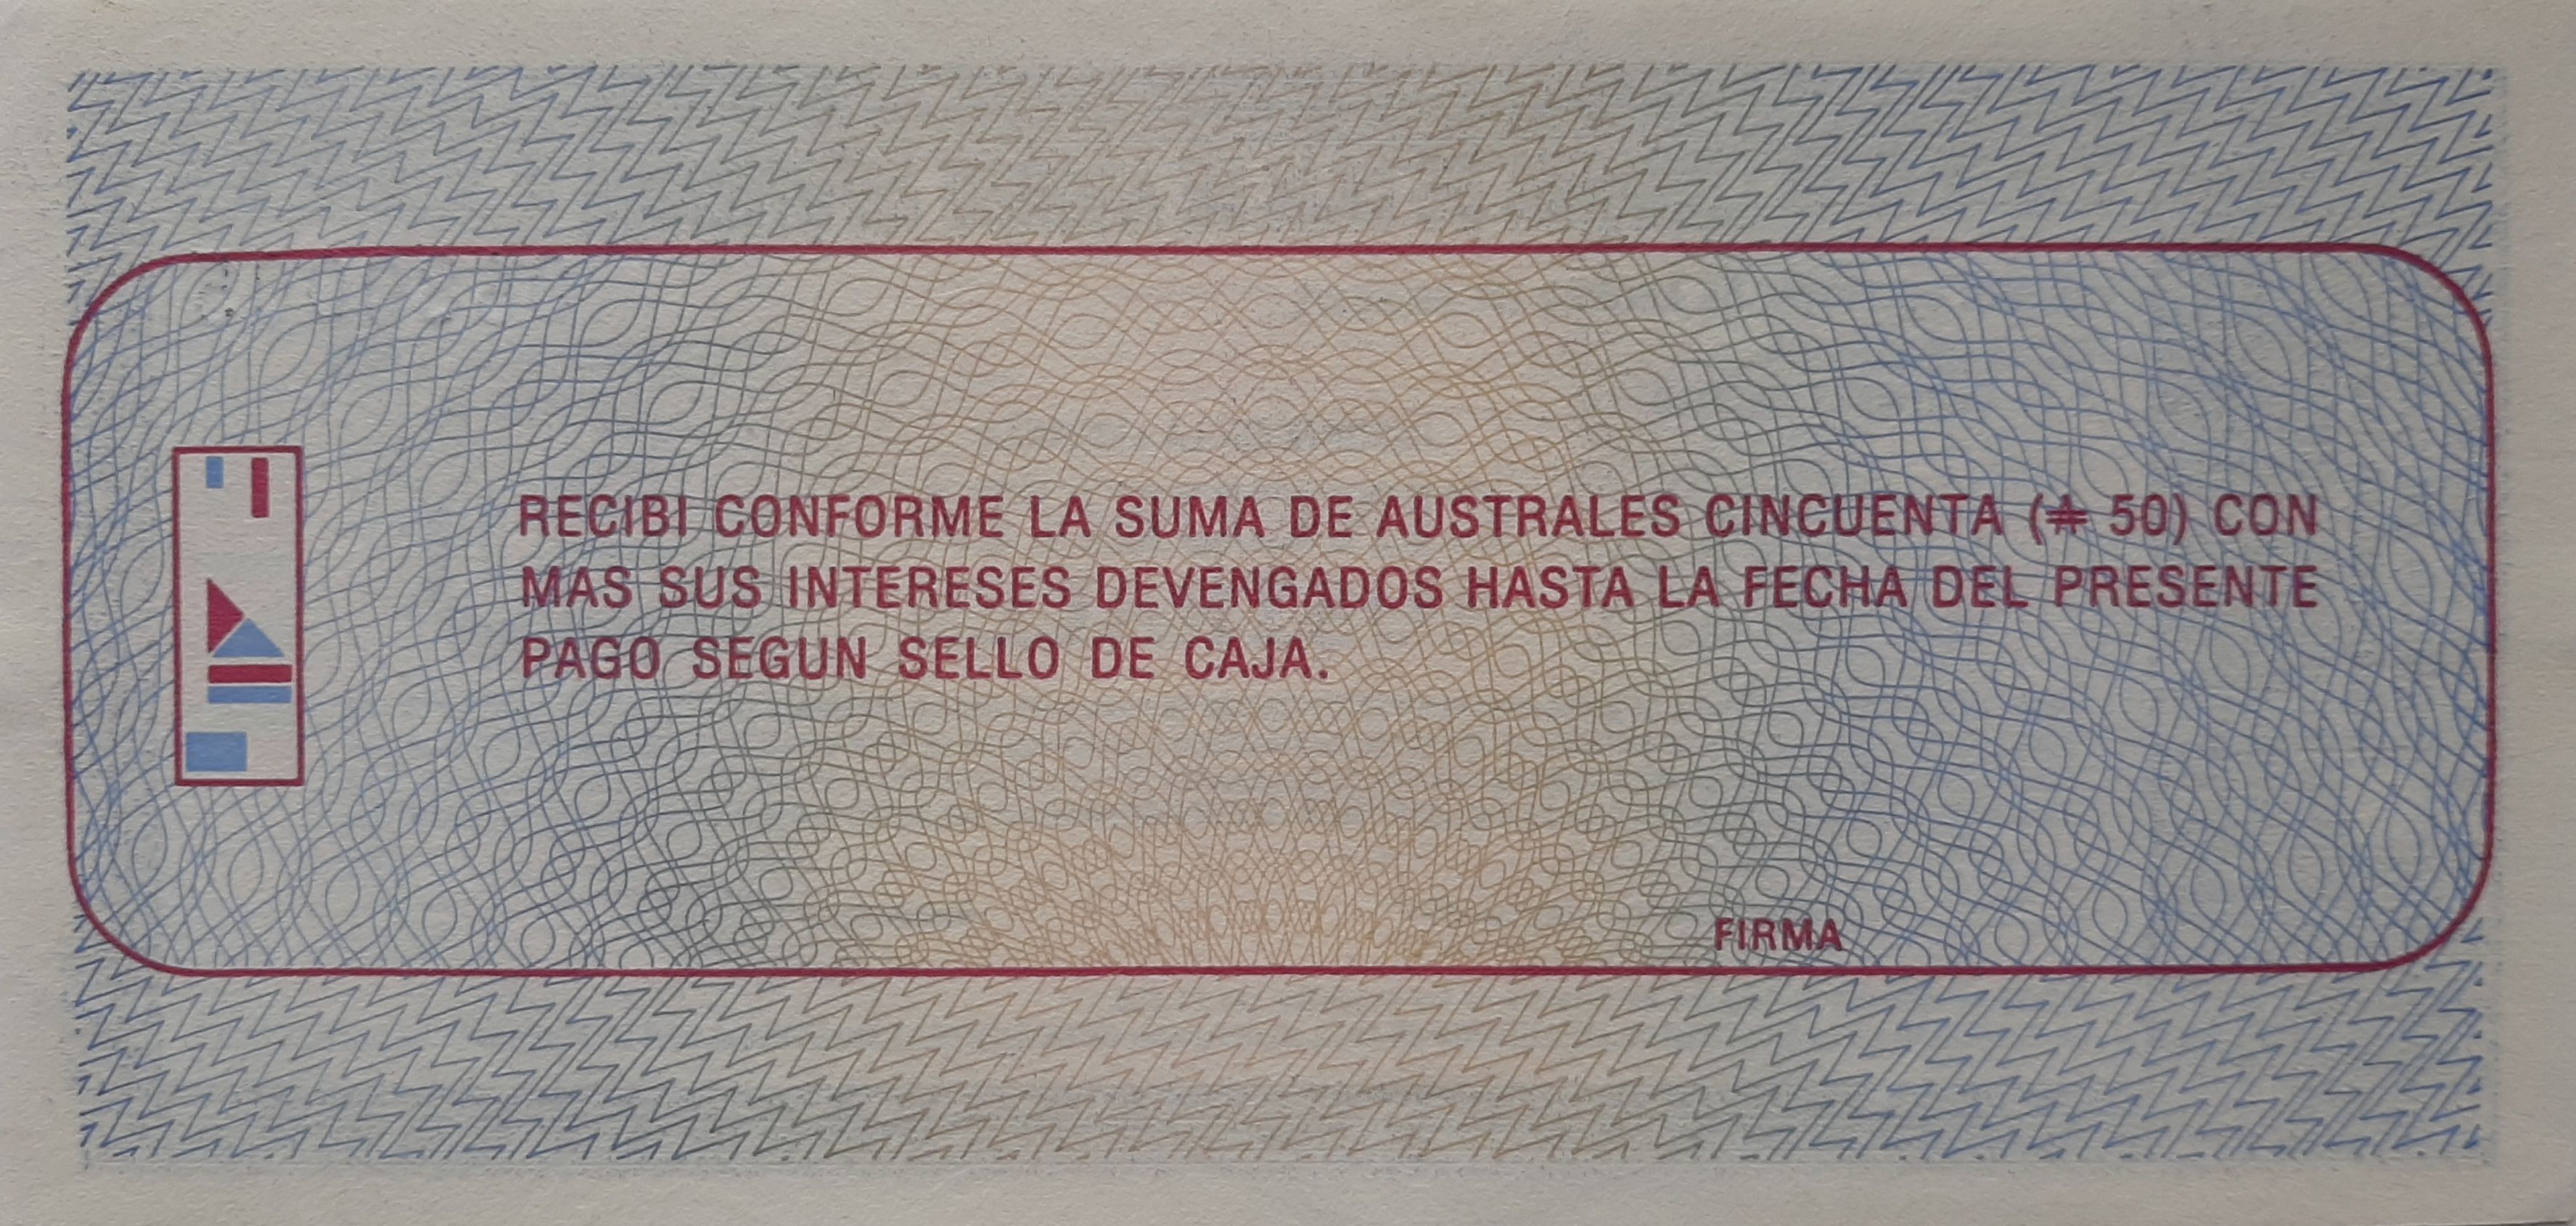 RECIBI CONFORME LA SUMA DE AUSTRALES CINCUENTA (₳ 50) CON
MAS SUS INTERESES DEVENGADOS HASTA LA FECHA DEL PRESENTE
PAGO SEGUN SELLO DE CAJA.
FIRMA